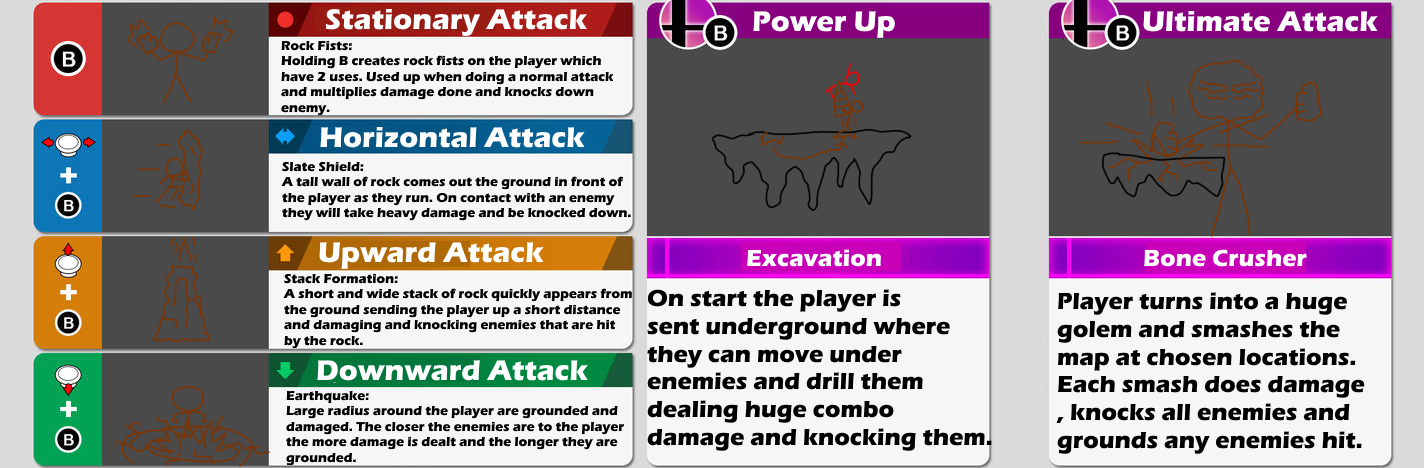 B
Stationary Attack
Rock Fists:
Holding B creates rock fists on the player which
have 2 uses. Used up when doing a normal attack
and multiplies damage done and knocks down
enemy.
+
B
Horizontal Attack
Slate Shield:
A tall wall of rock comes out the ground in front of
the player as they run. On contact with an enemy
they will take heavy damage and be knocked down.
+
B
Upward Attack
Stack Formation:
A short and wide stack of rock quickly appears from
the ground sending the player up a short distance
and damaging and knocking enemies that are hit
by the rock.
+
B
Downward Attack
Earthquake:
Large radius around the player are grounded and
damaged. The closer the enemies are to the player
the more damage is dealt and the longer they are
grounded.
B
Power Up
Excavation
On start the player is
sent underground where
they can move under
enemies and drill them
dealing huge combo
damage and knocking them.
B
Ultimate Attack
Bone Crusher
Player turns into a huge
golem and smashes the
map at chosen locations.
Each smash does damage
, knocks all enemies and
grounds any enemies hit.